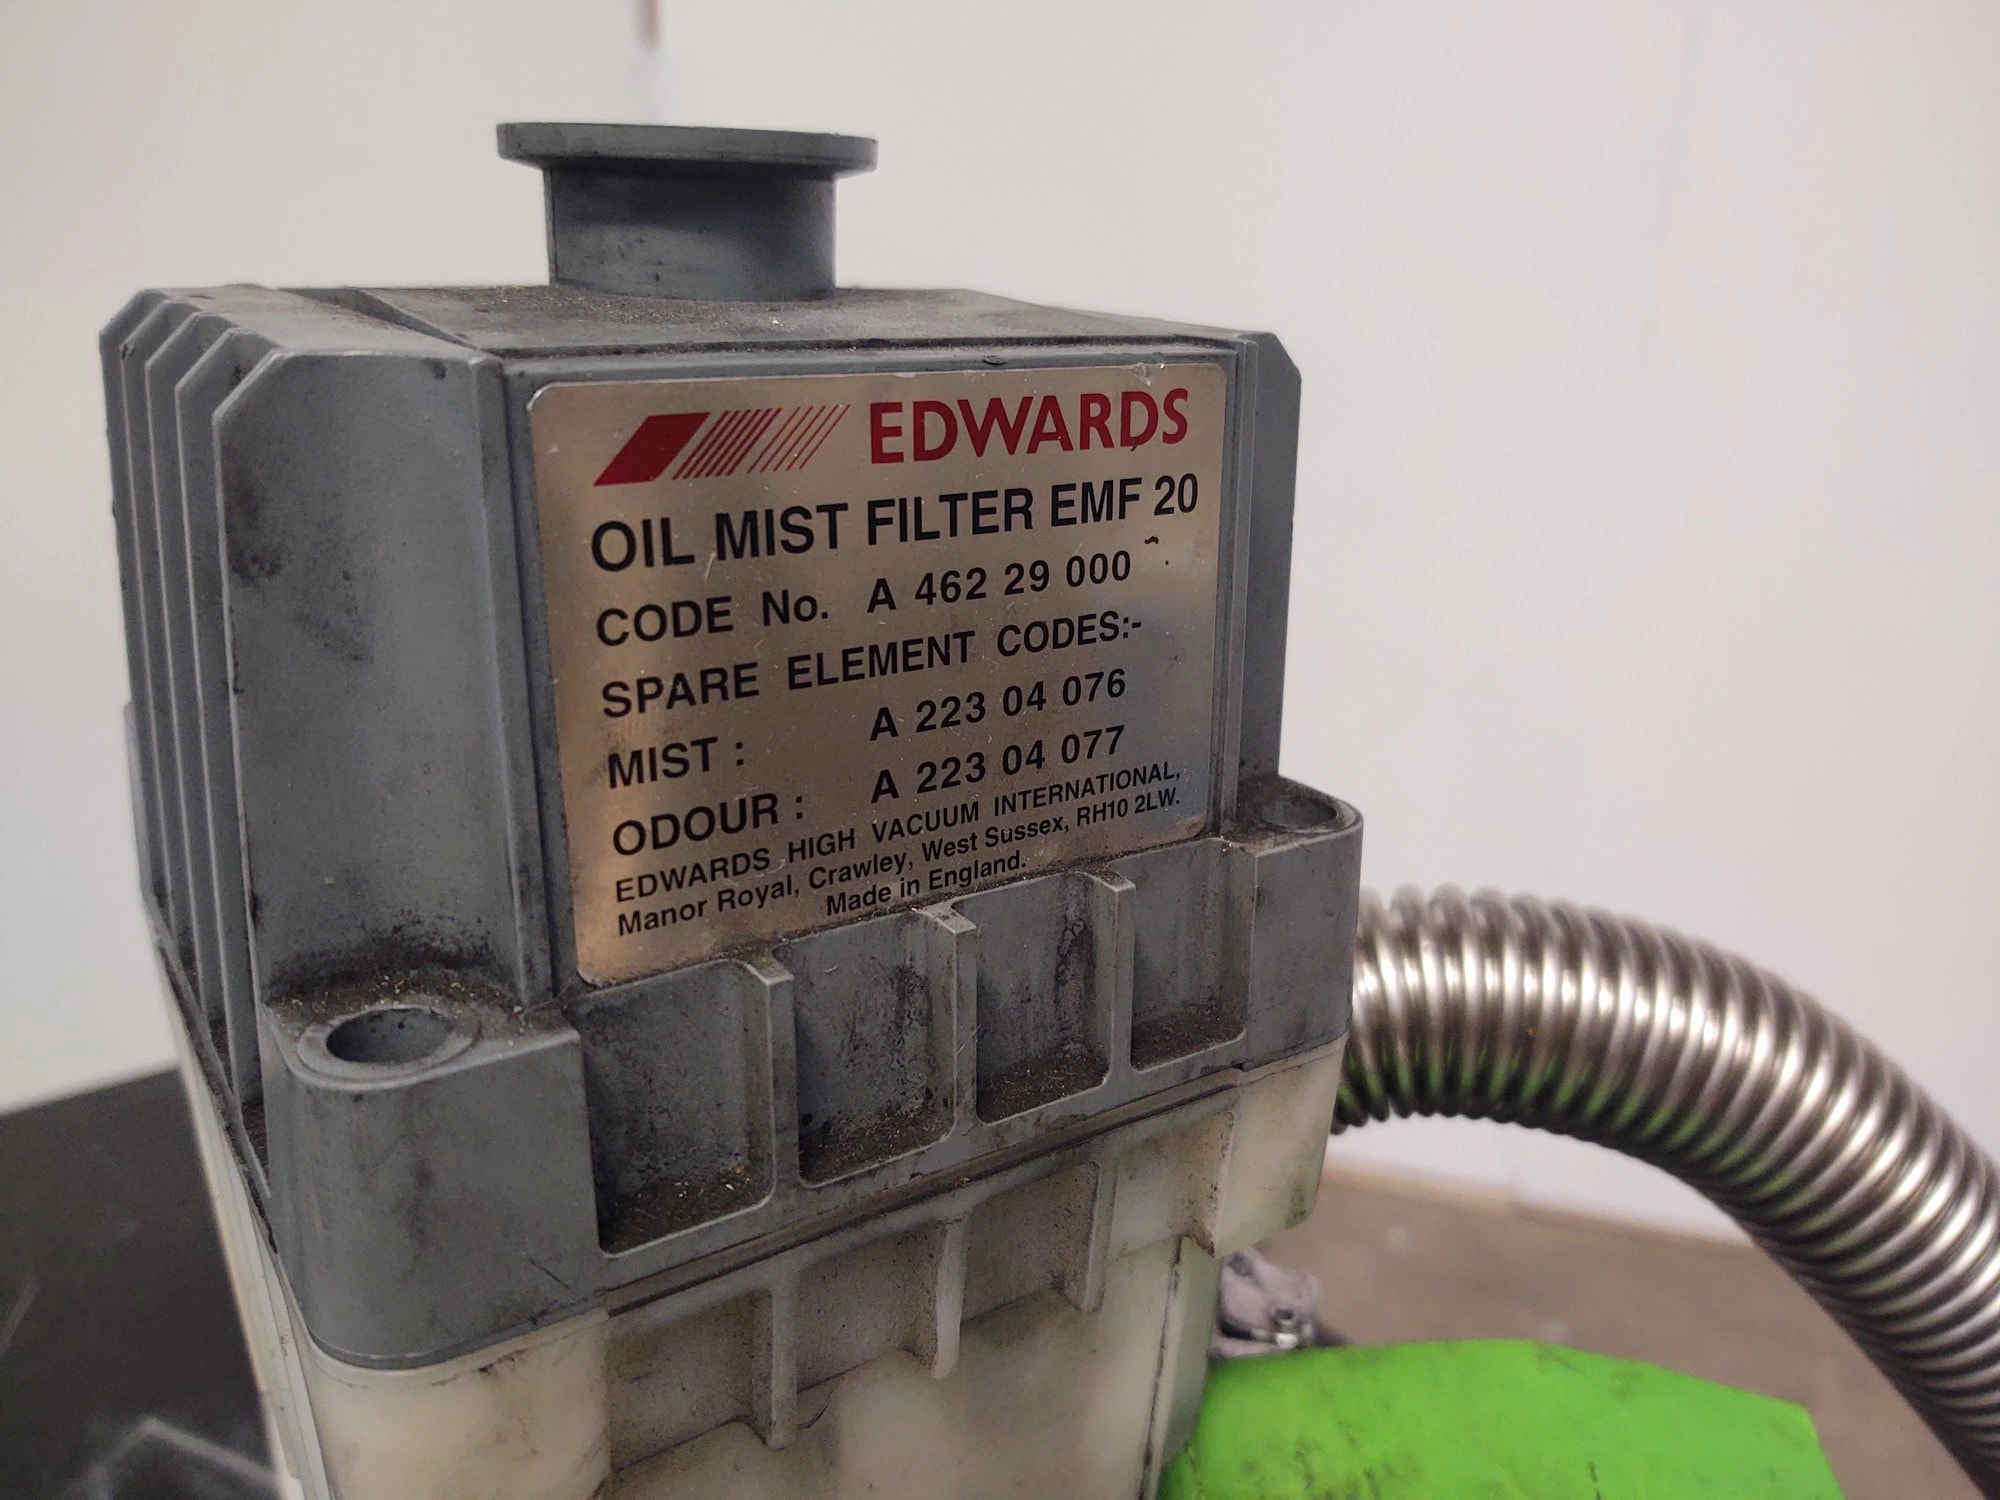 EDWARDS
OIL MIST FILTER EMF 20
CODE No. A 462 29 000
SPARE ELEMENT CODES:-
MIST : A 223 04 076
ODOUR : A 223 04 077
EDWARDS HIGH VACUUM INTERNATIONAL,
Manor Royal, Crawley, West Sussex, RH10 2LW.
Made in England.